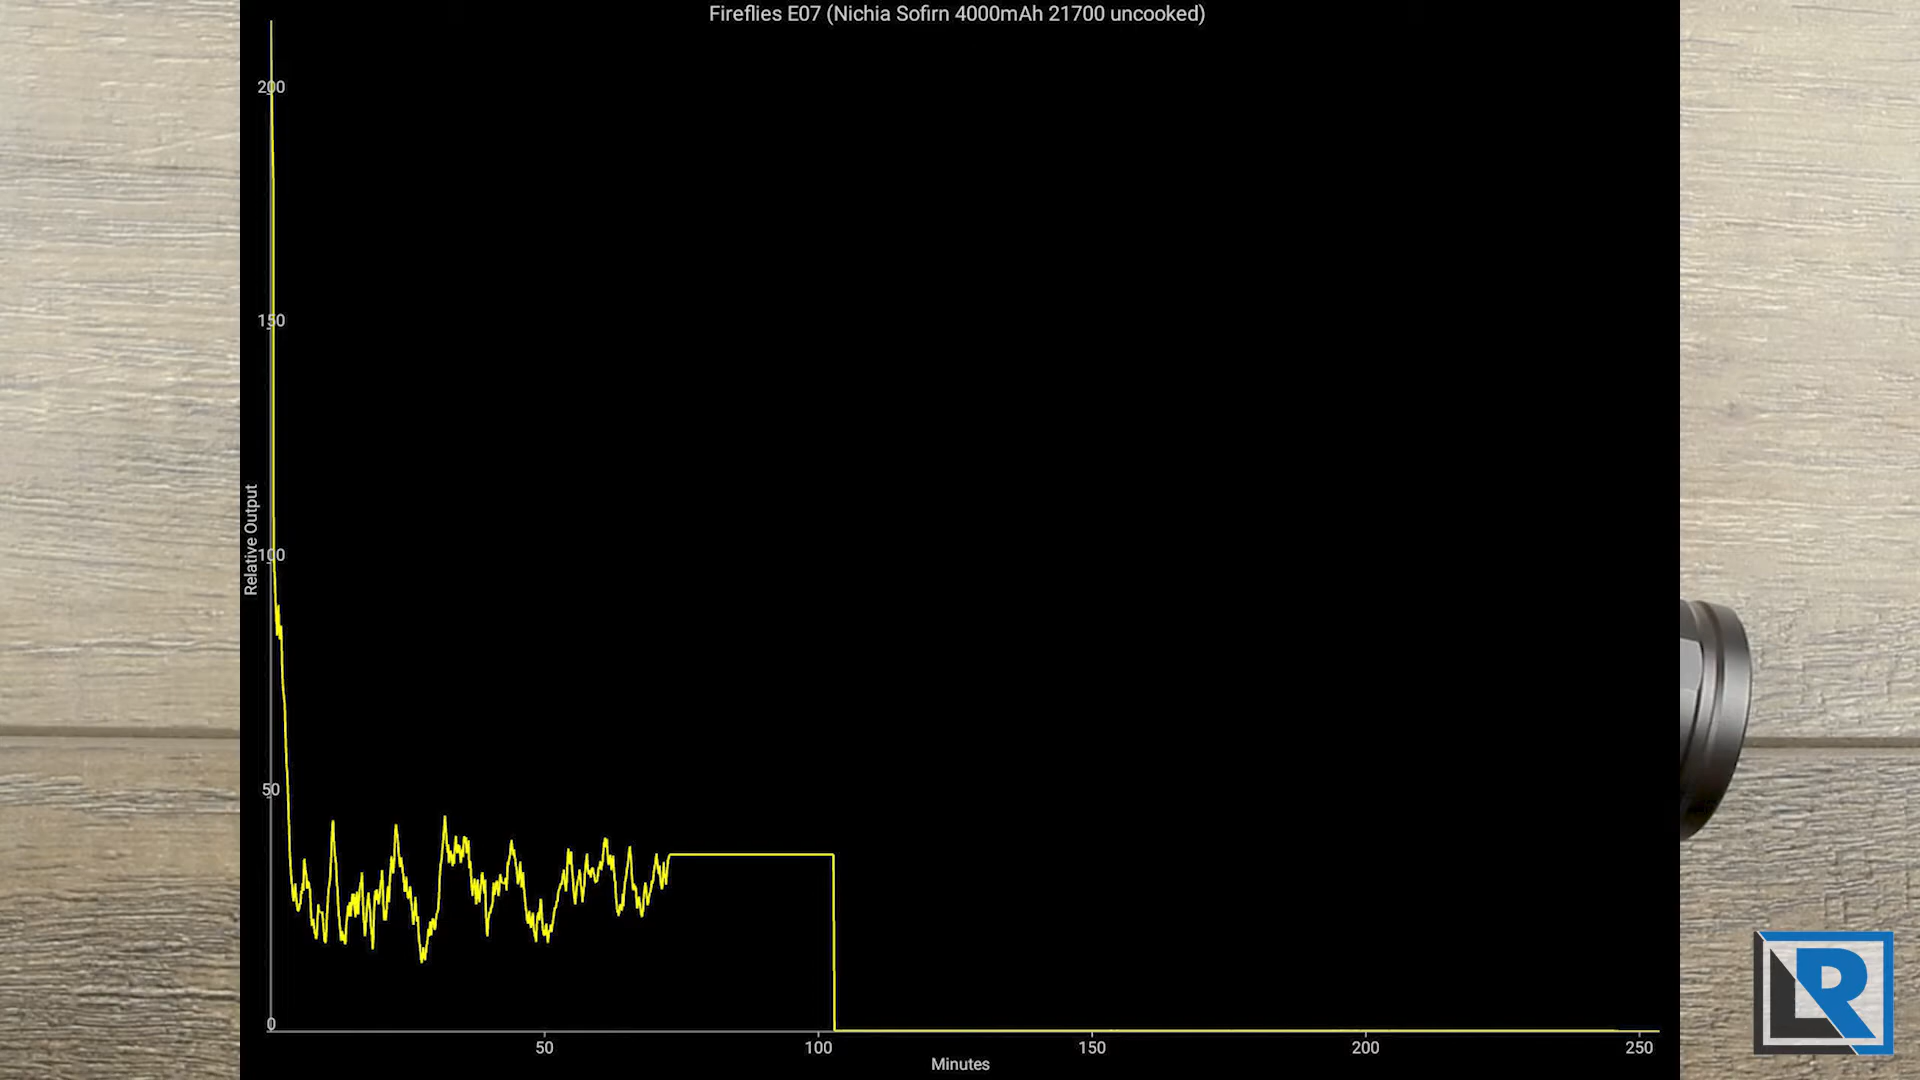 Fireflies E07 (Nichia Sofirn 4000mAh 21700 uncooked)
200
150
100
50
0
Relative Output
50
100
150
200
250
Minutes
LR